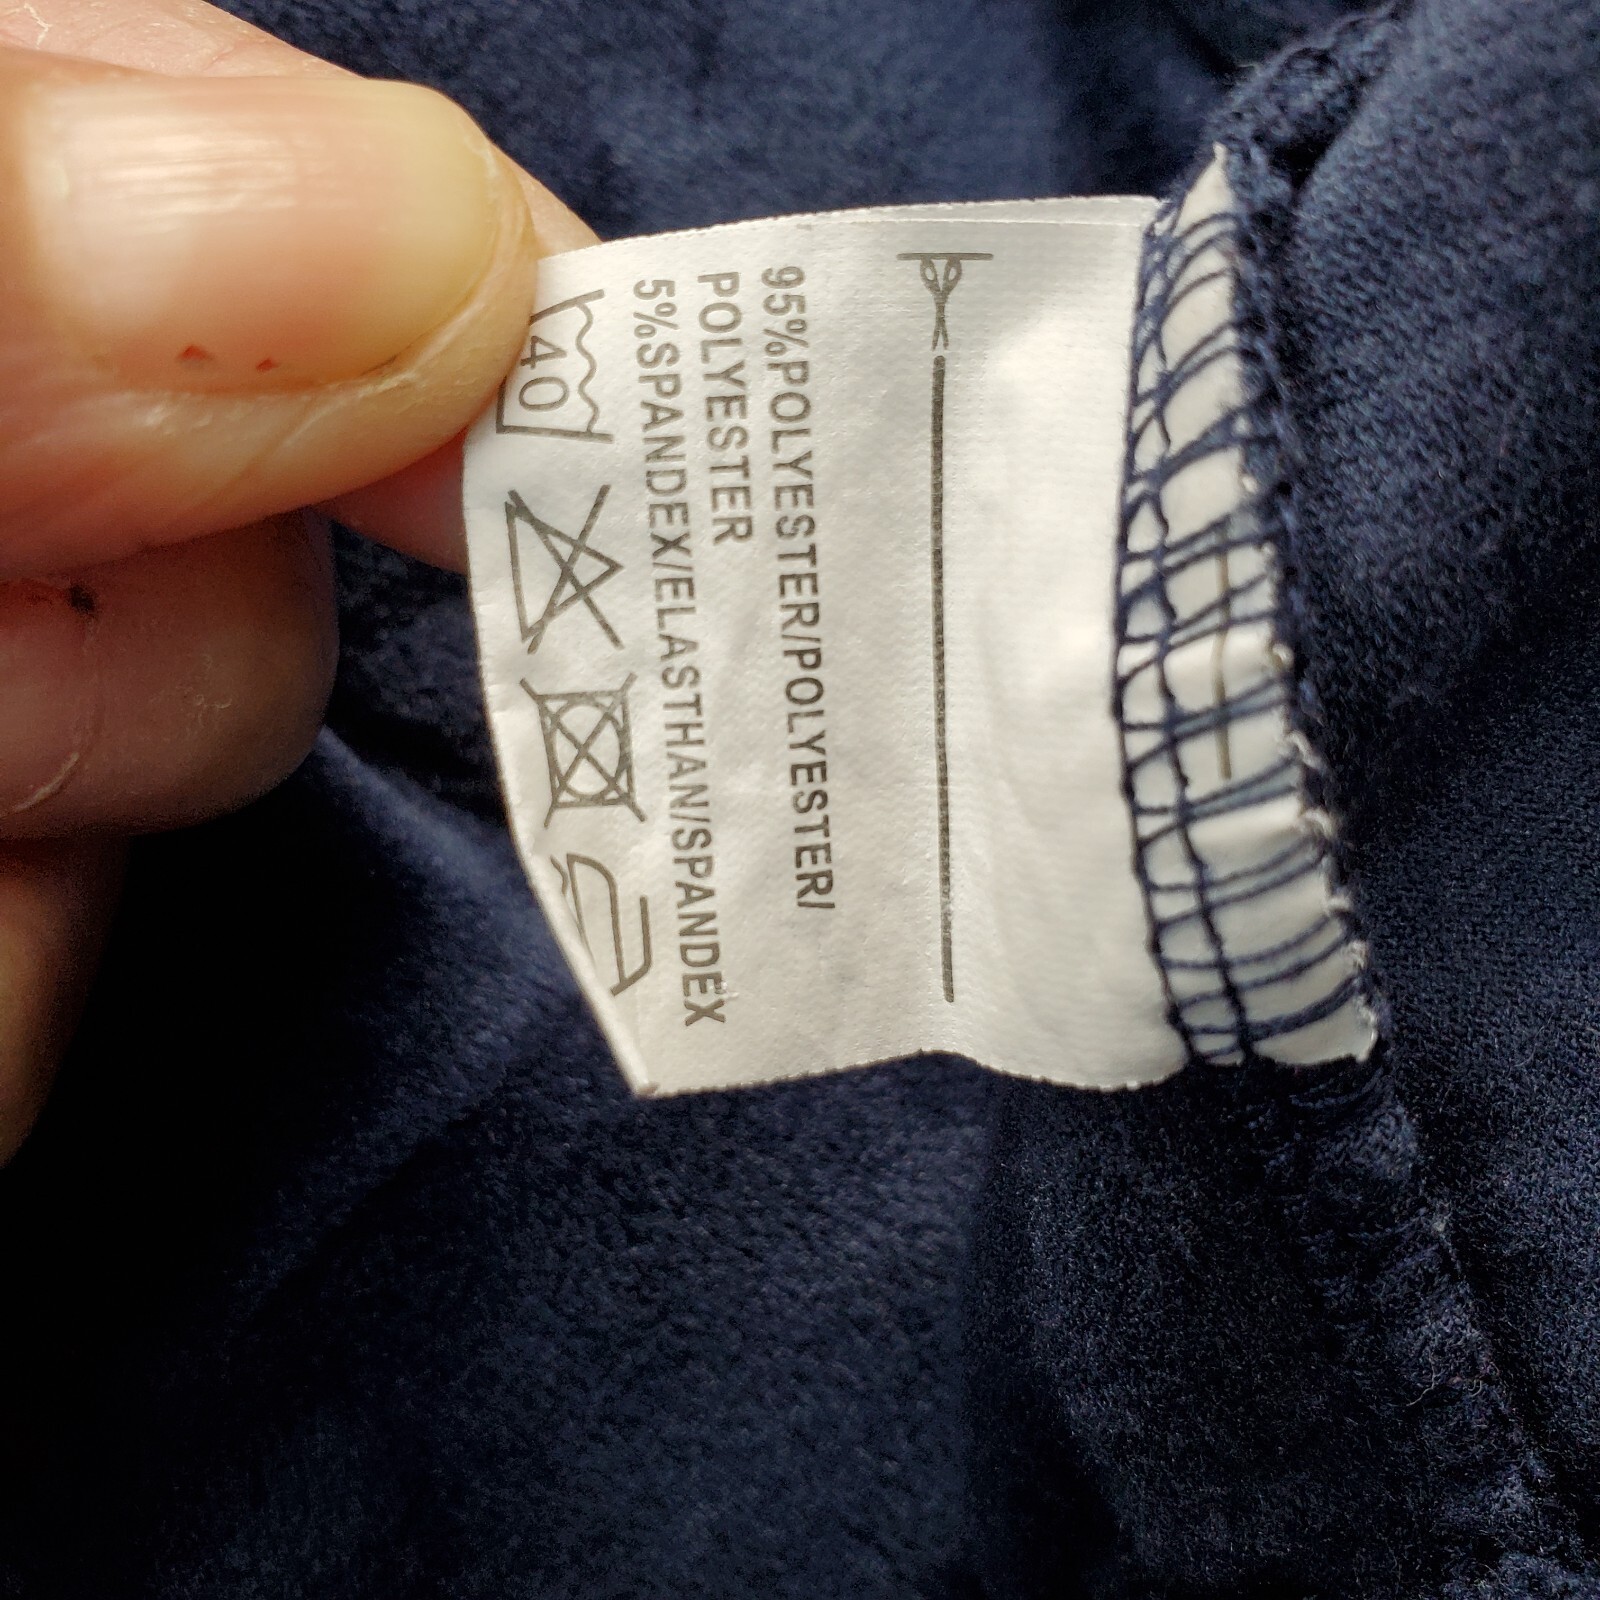 95%POLYESTER/POLYESTER/
POLYESTER
5%SPANDEX/ELASTHAN/SPANDEX
40